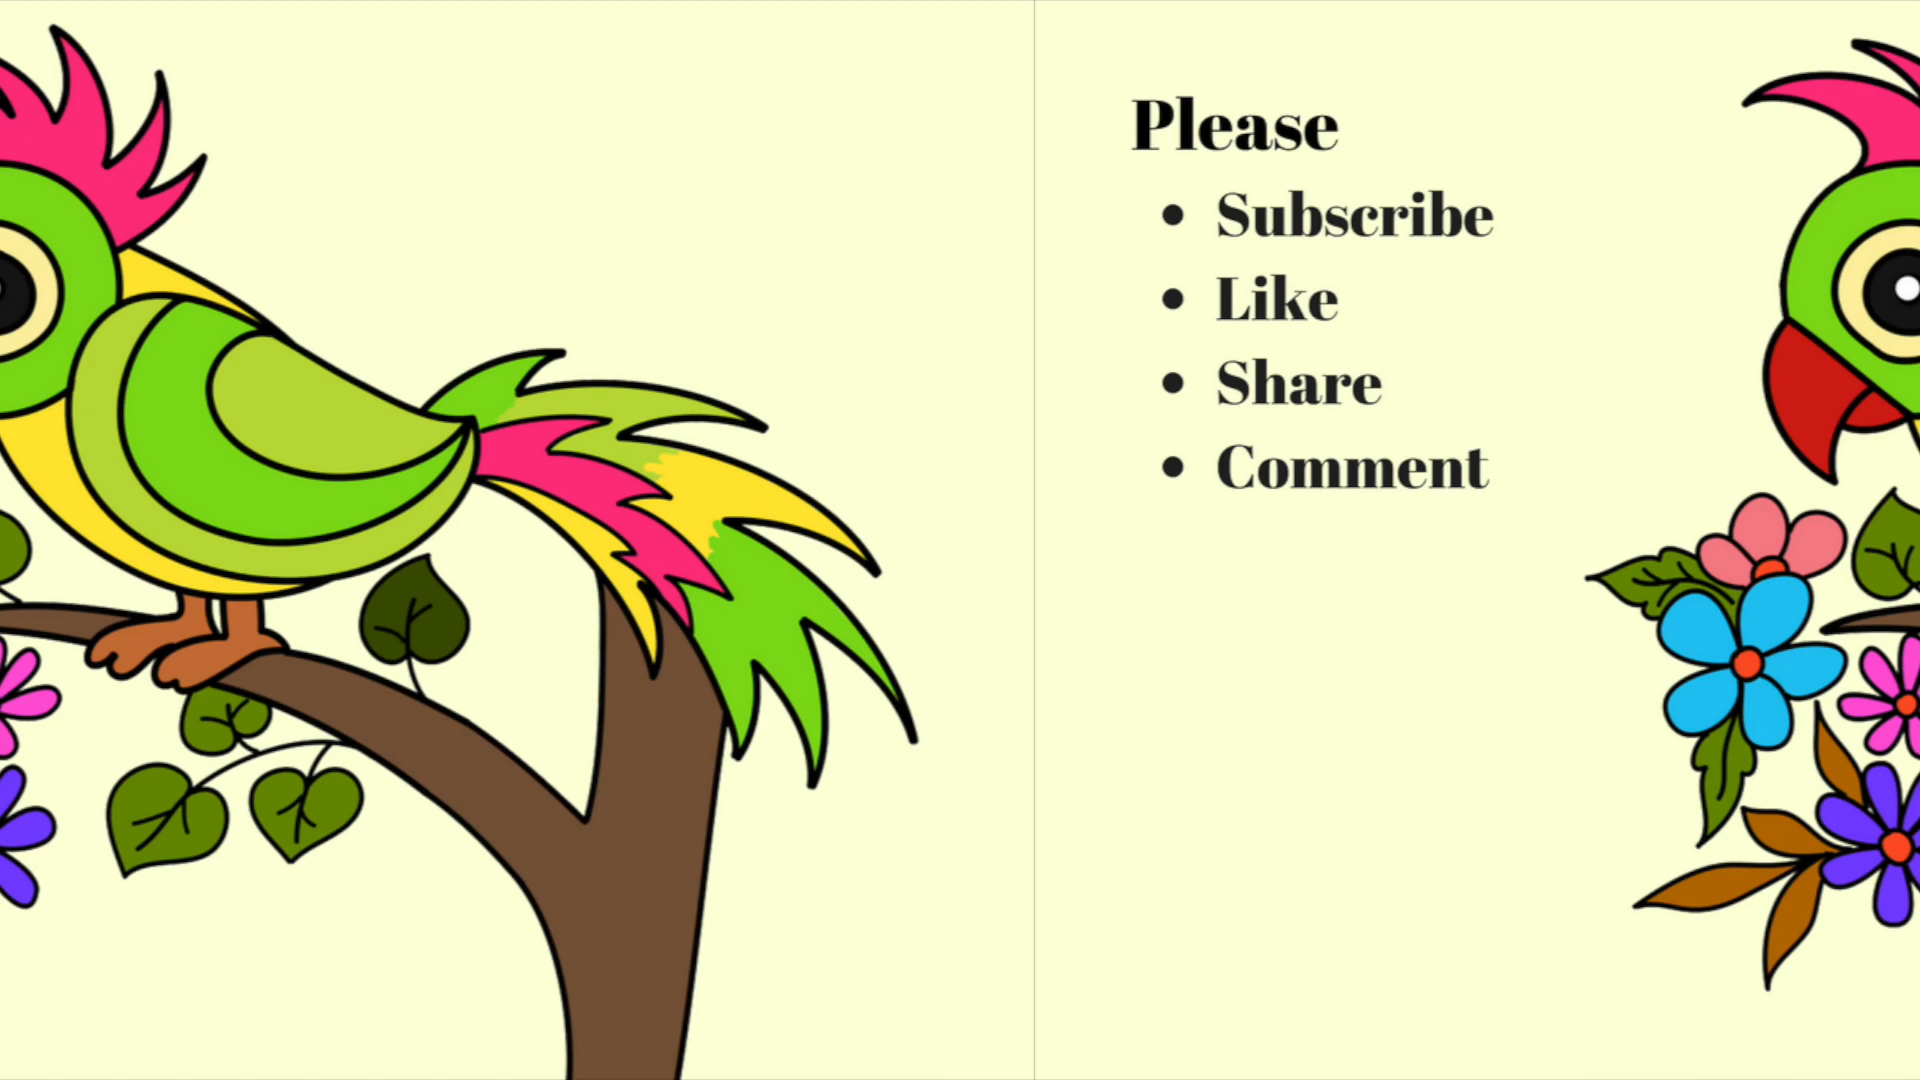 Please
• Subscribe
• Like
• Share
• Comment